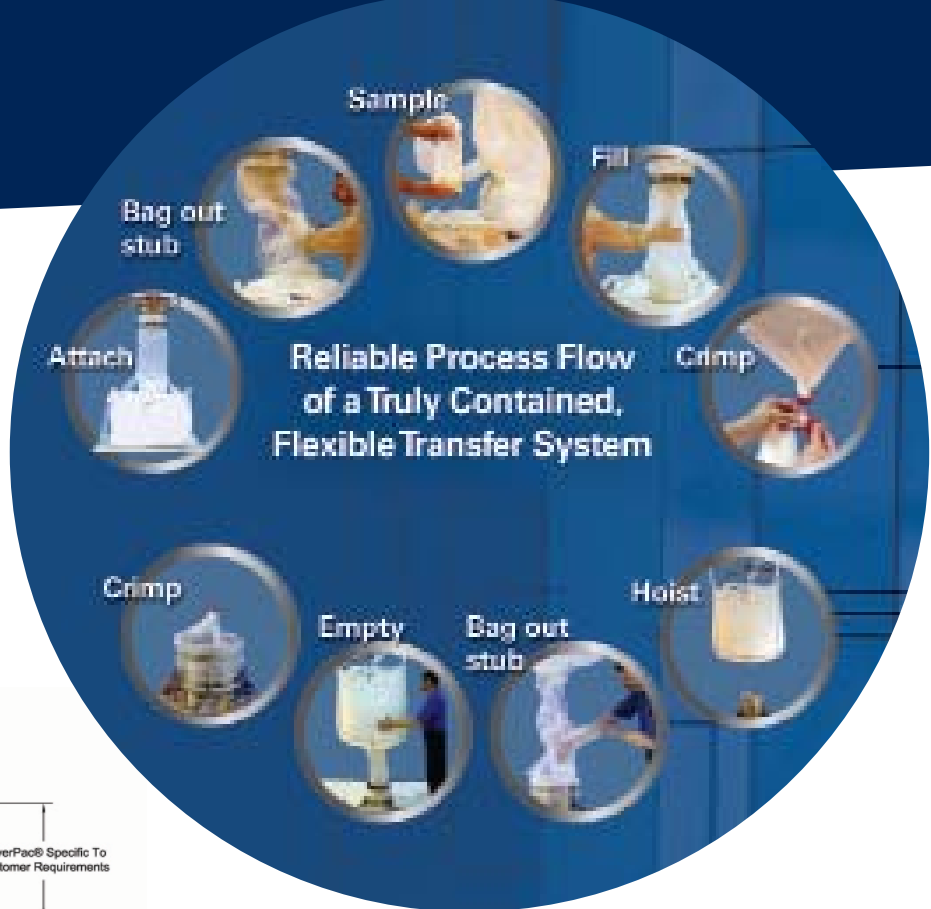 Sample
Fill
Bag out
stub
Attach
Reliable Process Flow
of a Truly Contained,
Flexible Transfer System
Crimp
Crimp
Empty
Bag out
stub
Hoist
Specific To
Requirements